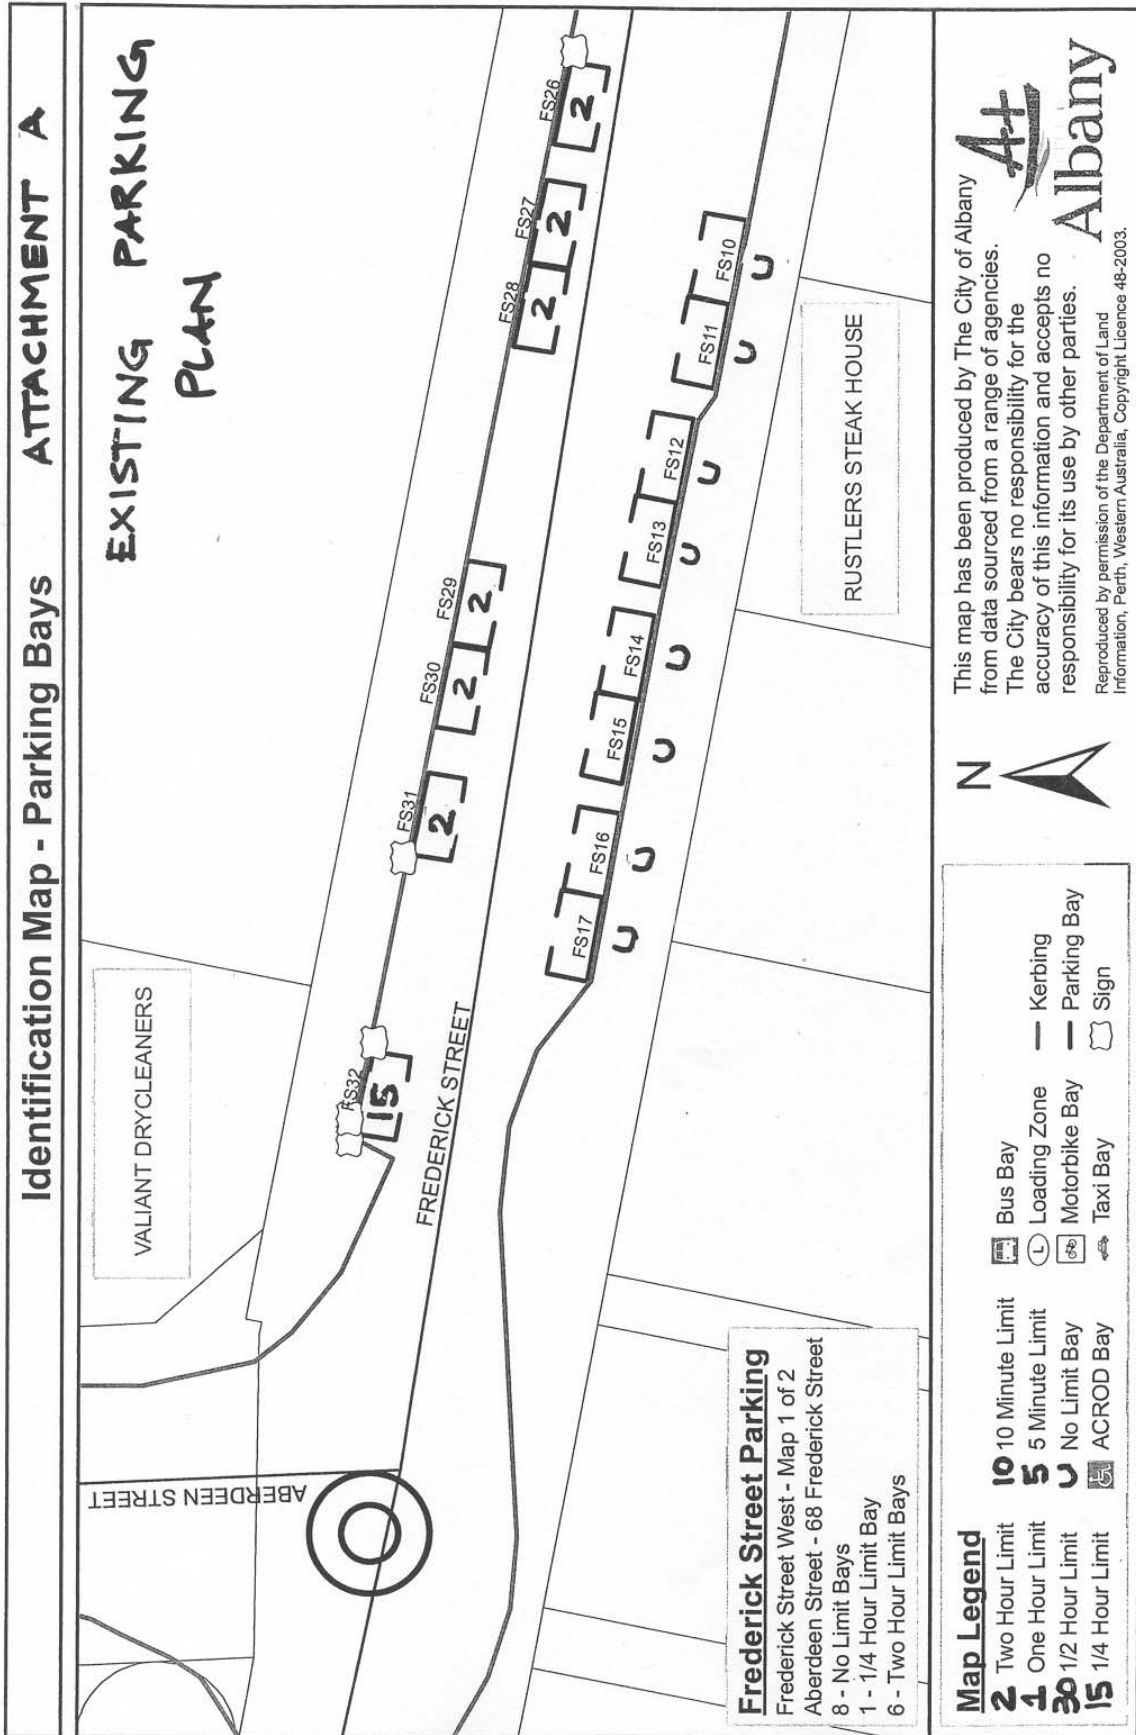 Identification Map - Parking Bays ATTACHMENT A
EXISTING PARKING
PLAN
VALIANT DRYCLEANERS
ABERDEEN STREET
FREDERICK STREET
FS32
15
FS31
2
FS30
2
FS29
2
FS28
2
FS27
2
FS26
2
FS17
U
FS16
U
FS15
U
FS14
U
FS13
U
FS12
U
FS11
U
FS10
U
RUSTLERS STEAK HOUSE
Frederick Street Parking
Frederick Street West - Map 1 of 2
Aberdeen Street - 68 Frederick Street
8 - No Limit Bays
1 - 1/4 Hour Limit Bay
6 - Two Hour Limit Bays
Map Legend
2 Two Hour Limit
1 One Hour Limit
30 1/2 Hour Limit
15 1/4 Hour Limit
10 10 Minute Limit
5 5 Minute Limit
U No Limit Bay
ACROD Bay
Bus Bay
L Loading Zone
Motorbike Bay
Taxi Bay
Kerbing
Parking Bay
Sign
N
This map has been produced by The City of Albany
from data sourced from a range of agencies.
The City bears no responsibility for the
accuracy of this information and accepts no
responsibility for its use by other parties.
Reproduced by permission of the Department of Land
Information, Perth, Western Australia, Copyright Licence 48-2003.
A+
Albany